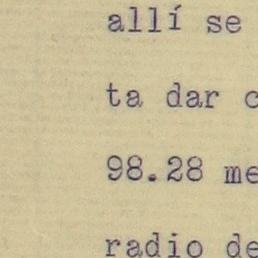 allí se
ta dar
98.28 me
radio de